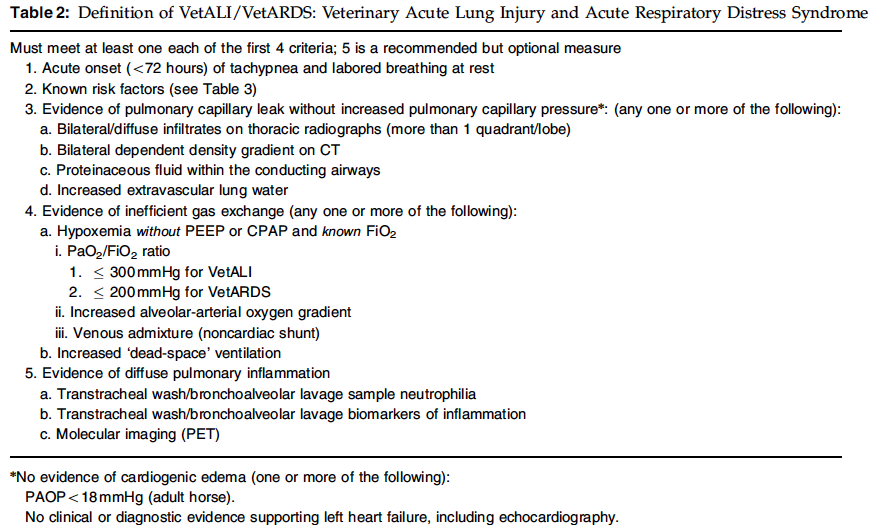 Table 2: Definition of VetALI/VetARDS: Veterinary Acute Lung Injury and Acute Respiratory Distress Syndrome
Must meet at least one each of the first 4 criteria; 5 is a recommended but optional measure
1. Acute onset (<72 hours) of tachypnea and labored breathing at rest
2. Known risk factors (see Table 3)
3. Evidence of pulmonary capillary leak without increased pulmonary capillary pressure*: (any one or more of the following):
a. Bilateral/diffuse infiltrates on thoracic radiographs (more than 1 quadrant/lobe)
b. Bilateral dependent density gradient on CT
c. Proteinaceous fluid within the conducting airways
d. Increased extravascular lung water
4. Evidence of inefficient gas exchange (any one or more of the following):
a. Hypoxemia without PEEP or CPAP and known FiO₂
i. PaO₂/FiO₂ ratio
1. ≤ 300 mmHg for VetALI
2. ≤ 200 mmHg for VetARDS
ii. Increased alveolar-arterial oxygen gradient
iii. Venous admixture (noncardiac shunt)
b. Increased ‘dead-space’ ventilation
5. Evidence of diffuse pulmonary inflammation
a. Transtracheal wash/bronchoalveolar lavage sample neutrophilia
b. Transtracheal wash/bronchoalveolar lavage biomarkers of inflammation
c. Molecular imaging (PET)
*No evidence of cardiogenic edema (one or more of the following):
PAOP < 18 mmHg (adult horse).
No clinical or diagnostic evidence supporting left heart failure, including echocardiography.